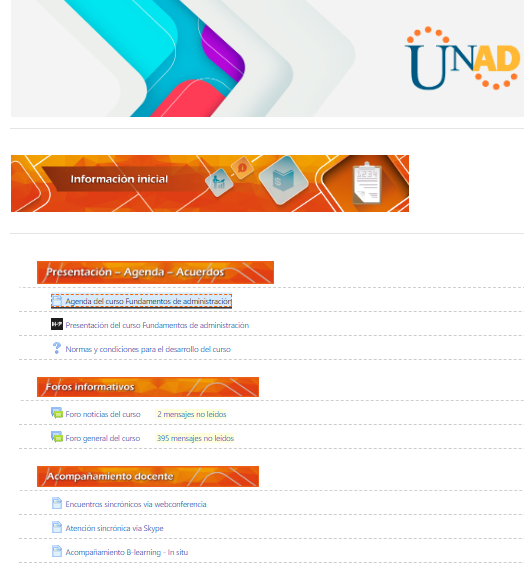 UNAD
Información inicial
Presentación – Agenda – Acuerdos
Agenda del curso Fundamentos de administración
H-P Presentación del curso Fundamentos de administración
Normas y condiciones para el desarrollo del curso
Foros informativos
Foro noticias del curso 2 mensajes no leídos
Foro general del curso 395 mensajes no leídos
Acompañamiento docente
Encuentros sincrónicos vía webconferencia
Atención sincrónica vía Skype
Acompañamiento B-learning - In situ